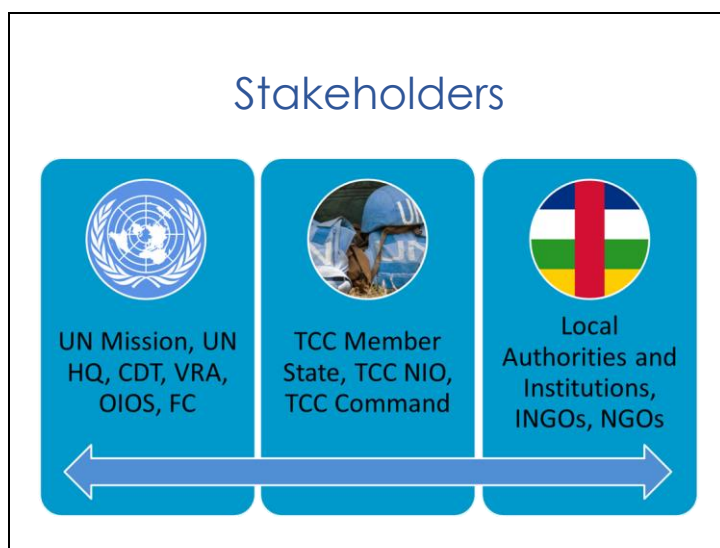 Stakeholders
UN Mission, UN
HQ, CDT, VRA,
OIOS, FC
TCC Member
State, TCC NIO,
TCC Command
Local
Authorities and
Institutions,
INGOs, NGOs
UN